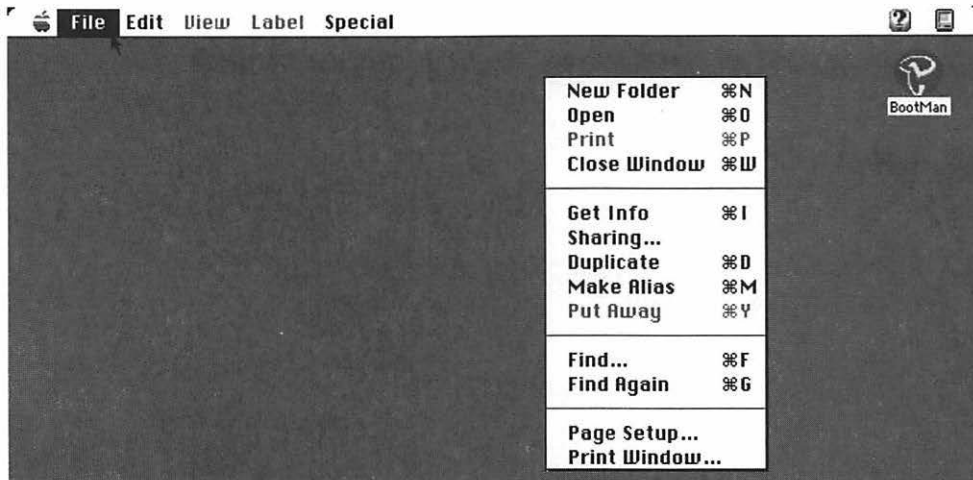 File Edit View Label Special
BootMan
New Folder ⌘N
Open ⌘O
Print ⌘P
Close Window ⌘W
Get Info ⌘I
Sharing...
Duplicate ⌘D
Make Alias ⌘M
Put Away ⌘Y
Find... ⌘F
Find Again ⌘G
Page Setup...
Print Window...